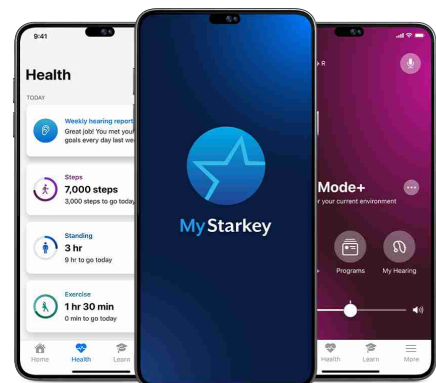 9:41
Health
TODAY
Weekly hearing report
Great job! You met you
goals every day last we
Steps
7,000 steps
3,000 steps to go today
Standing
3 hr
9 hr to go today
Exercise
1 hr 30 min
0 min to go today
Home
Health
Learn
My Starkey
R
Mode+
r your current environment
Programs
My Hearing
Health
Learn
More